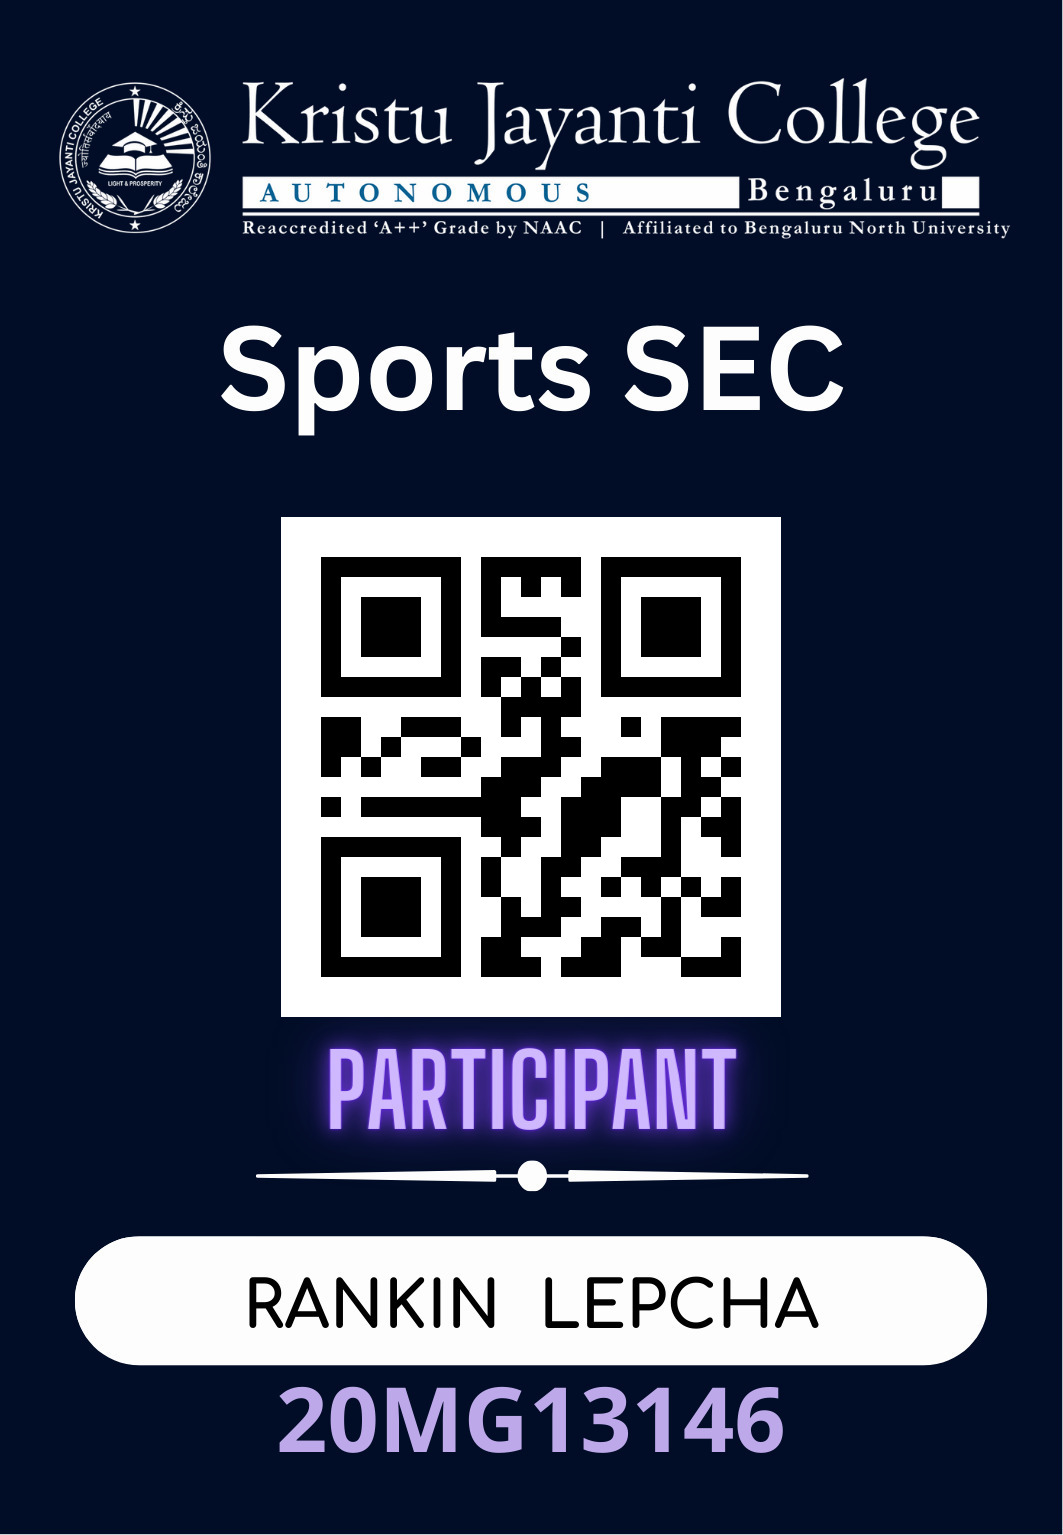 KRISTU JAYANTI COLLEGE
LIGHT & PROSPERITY
Kristu Jayanti College
AUTONOMOUS Bengaluru
Reaccredited ‘A++’ Grade by NAAC | Affiliated to Bengaluru North University
Sports SEC
PARTICIPANT
RANKIN LEPCHA
20MG13146